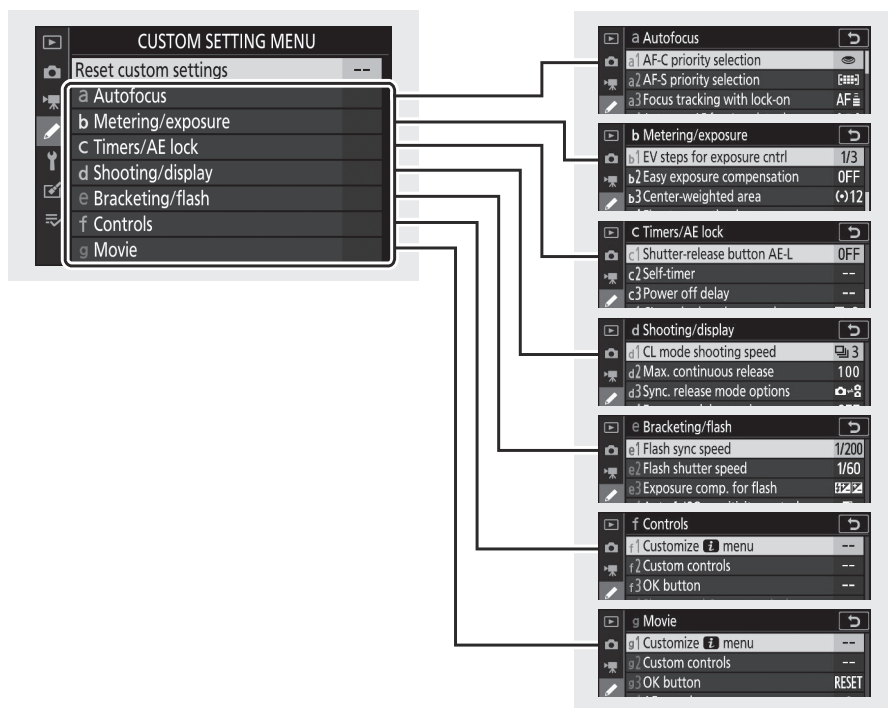 CUSTOM SETTING MENU
Reset custom settings --
a Autofocus
b Metering/exposure
c Timers/AE lock
d Shooting/display
e Bracketing/flash
f Controls
g Movie
a Autofocus
a1 AF-C priority selection
a2 AF-S priority selection
a3 Focus tracking with lock-on AF
b Metering/exposure
b1 EV steps for exposure cntrl 1/3
b2 Easy exposure compensation OFF
b3 Center-weighted area (•)12
c Timers/AE lock
c1 Shutter-release button AE-L OFF
c2 Self-timer --
c3 Power off delay --
d Shooting/display
d1 CL mode shooting speed 3
d2 Max. continuous release 100
d3 Sync. release mode options
e Bracketing/flash
e1 Flash sync speed 1/200
e2 Flash shutter speed 1/60
e3 Exposure comp. for flash
f Controls
f1 Customize i menu --
f2 Custom controls --
f3 OK button --
g Movie
g1 Customize i menu --
g2 Custom controls --
g3 OK button RESET